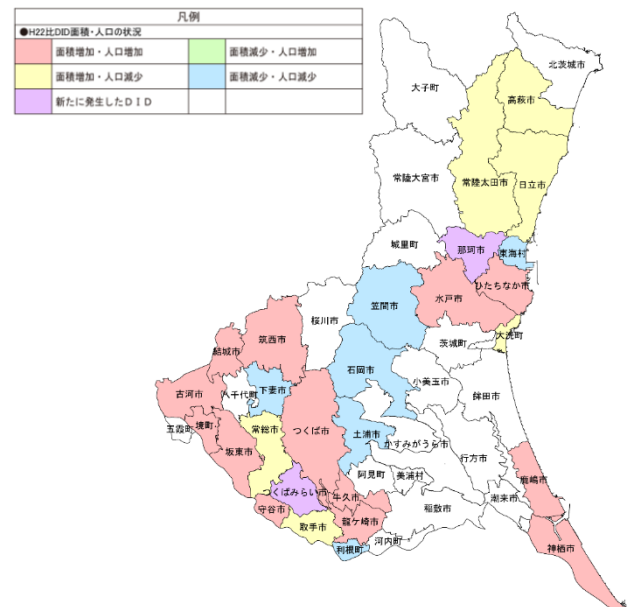 凡例
●H22比DID面積・人口の状況
面積増加・人口増加
面積減少・人口増加
面積増加・人口減少
面積減少・人口減少
新たに発生したDID
北茨城市
大子町
高萩市
常陸大宮市
常陸太田市
日立市
城里町
那珂市
東海村
笠間市
水戸市
ひたちなか市
桜川市
筑西市
茨城町
大洗町
結城市
石岡市
小美玉市
古河市
八千代町
下妻市
鉾田市
五霞町
境町
常総市
つくば市
土浦市
かすみがうら市
坂東市
行方市
阿見町
美浦村
鹿嶋市
つくばみらい市
牛久市
潮来市
守谷市
稲敷市
取手市
龍ケ崎市
河内町
利根町
神栖市